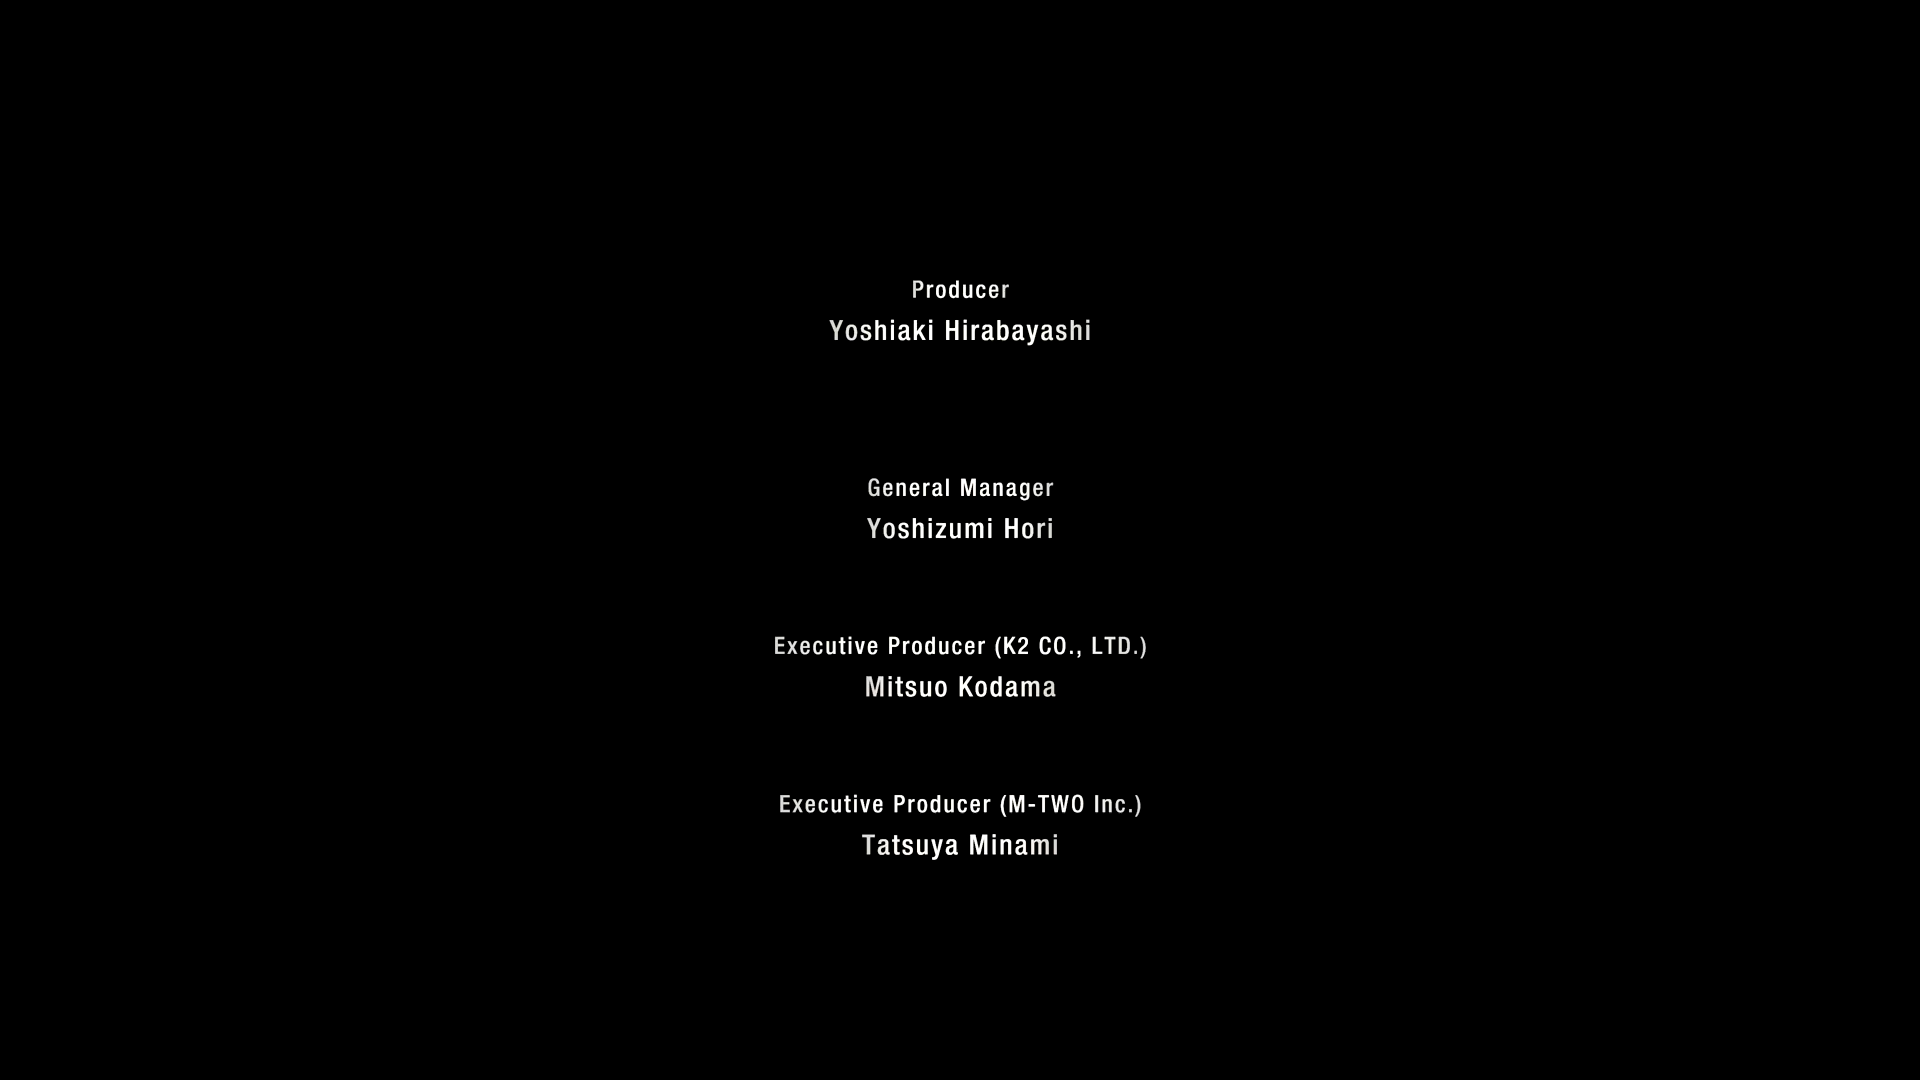 Producer
Yoshiaki Hirabayashi
General Manager
Yoshizumi Hori
Executive Producer (K2 CO., LTD.)
Mitsuo Kodama
Executive Producer (M-TWO Inc.)
Tatsuya Minami